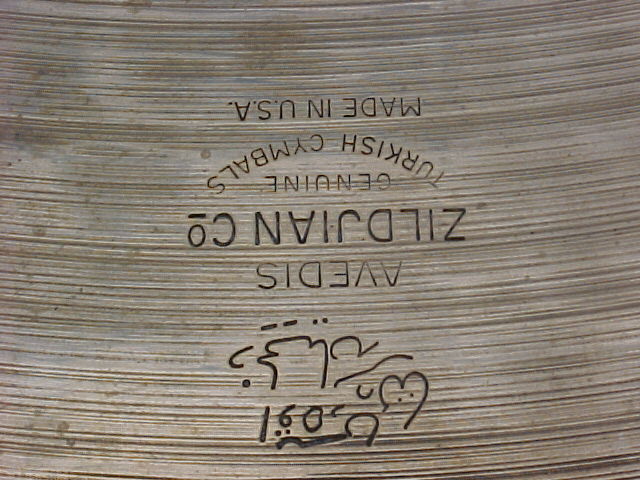 AVEDIS
ZILDJIAN Co
GENUINE
TURKISH CYMBALS
MADE IN U.S.A.